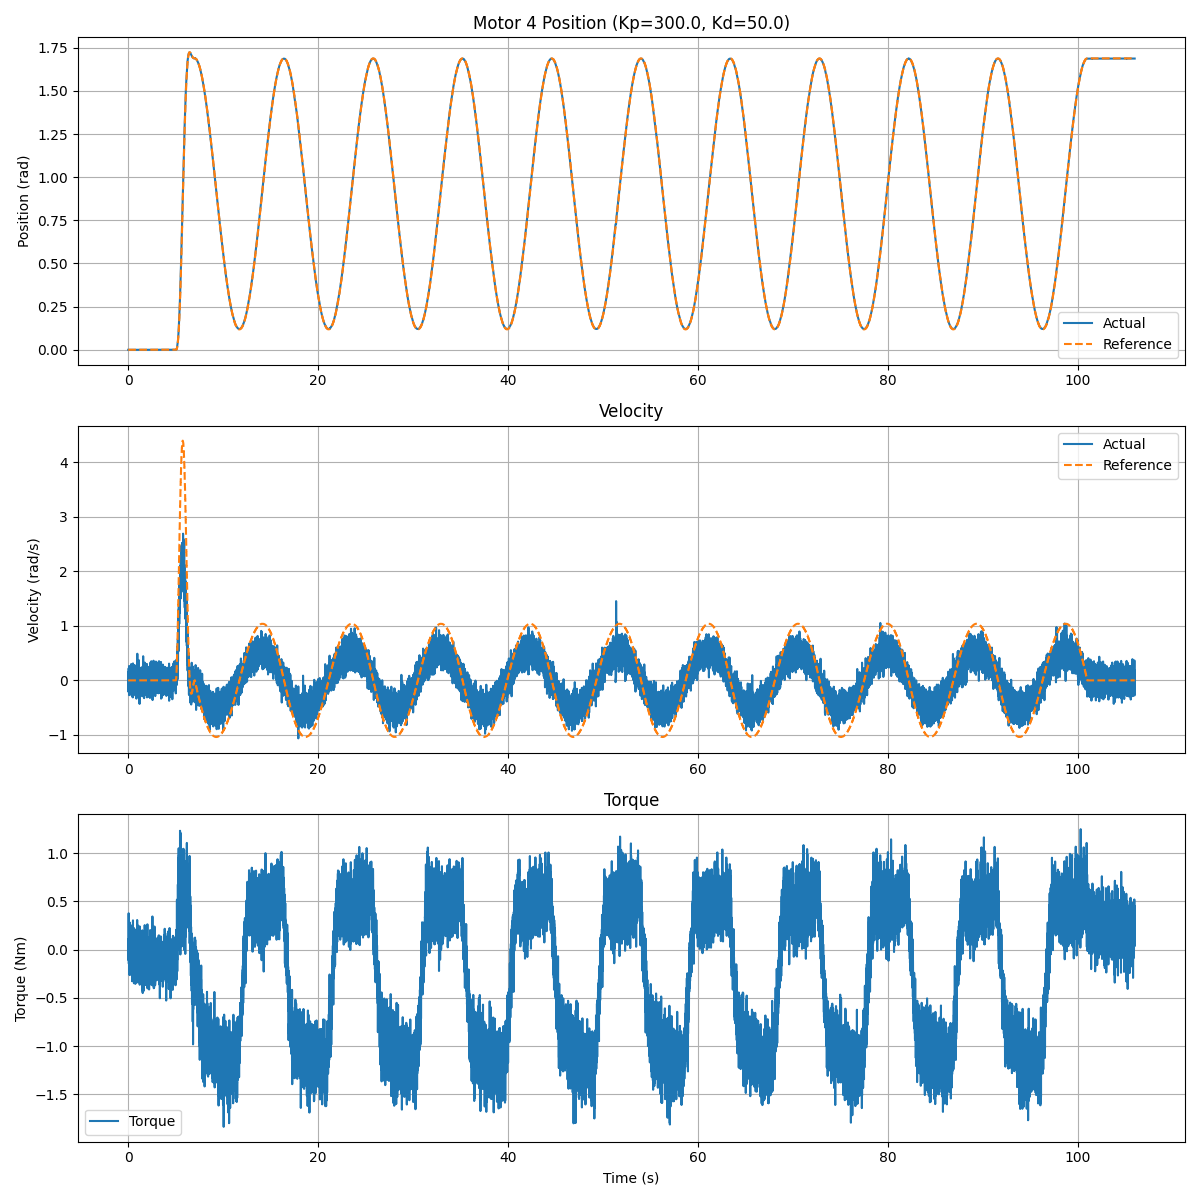 Motor 4 Position (Kp=300.0, Kd=50.0)
1.75
1.50
1.25
1.00
0.75
0.50
0.25
0.00
Position (rad)
Actual
Reference
0 20 40 60 80 100
Velocity
4
3
2
1
0
−1
Velocity (rad/s)
Actual
Reference
0 20 40 60 80 100
Torque
1.0
0.5
0.0
−0.5
−1.0
−1.5
Torque (Nm)
Torque
0 20 40 60 80 100
Time (s)